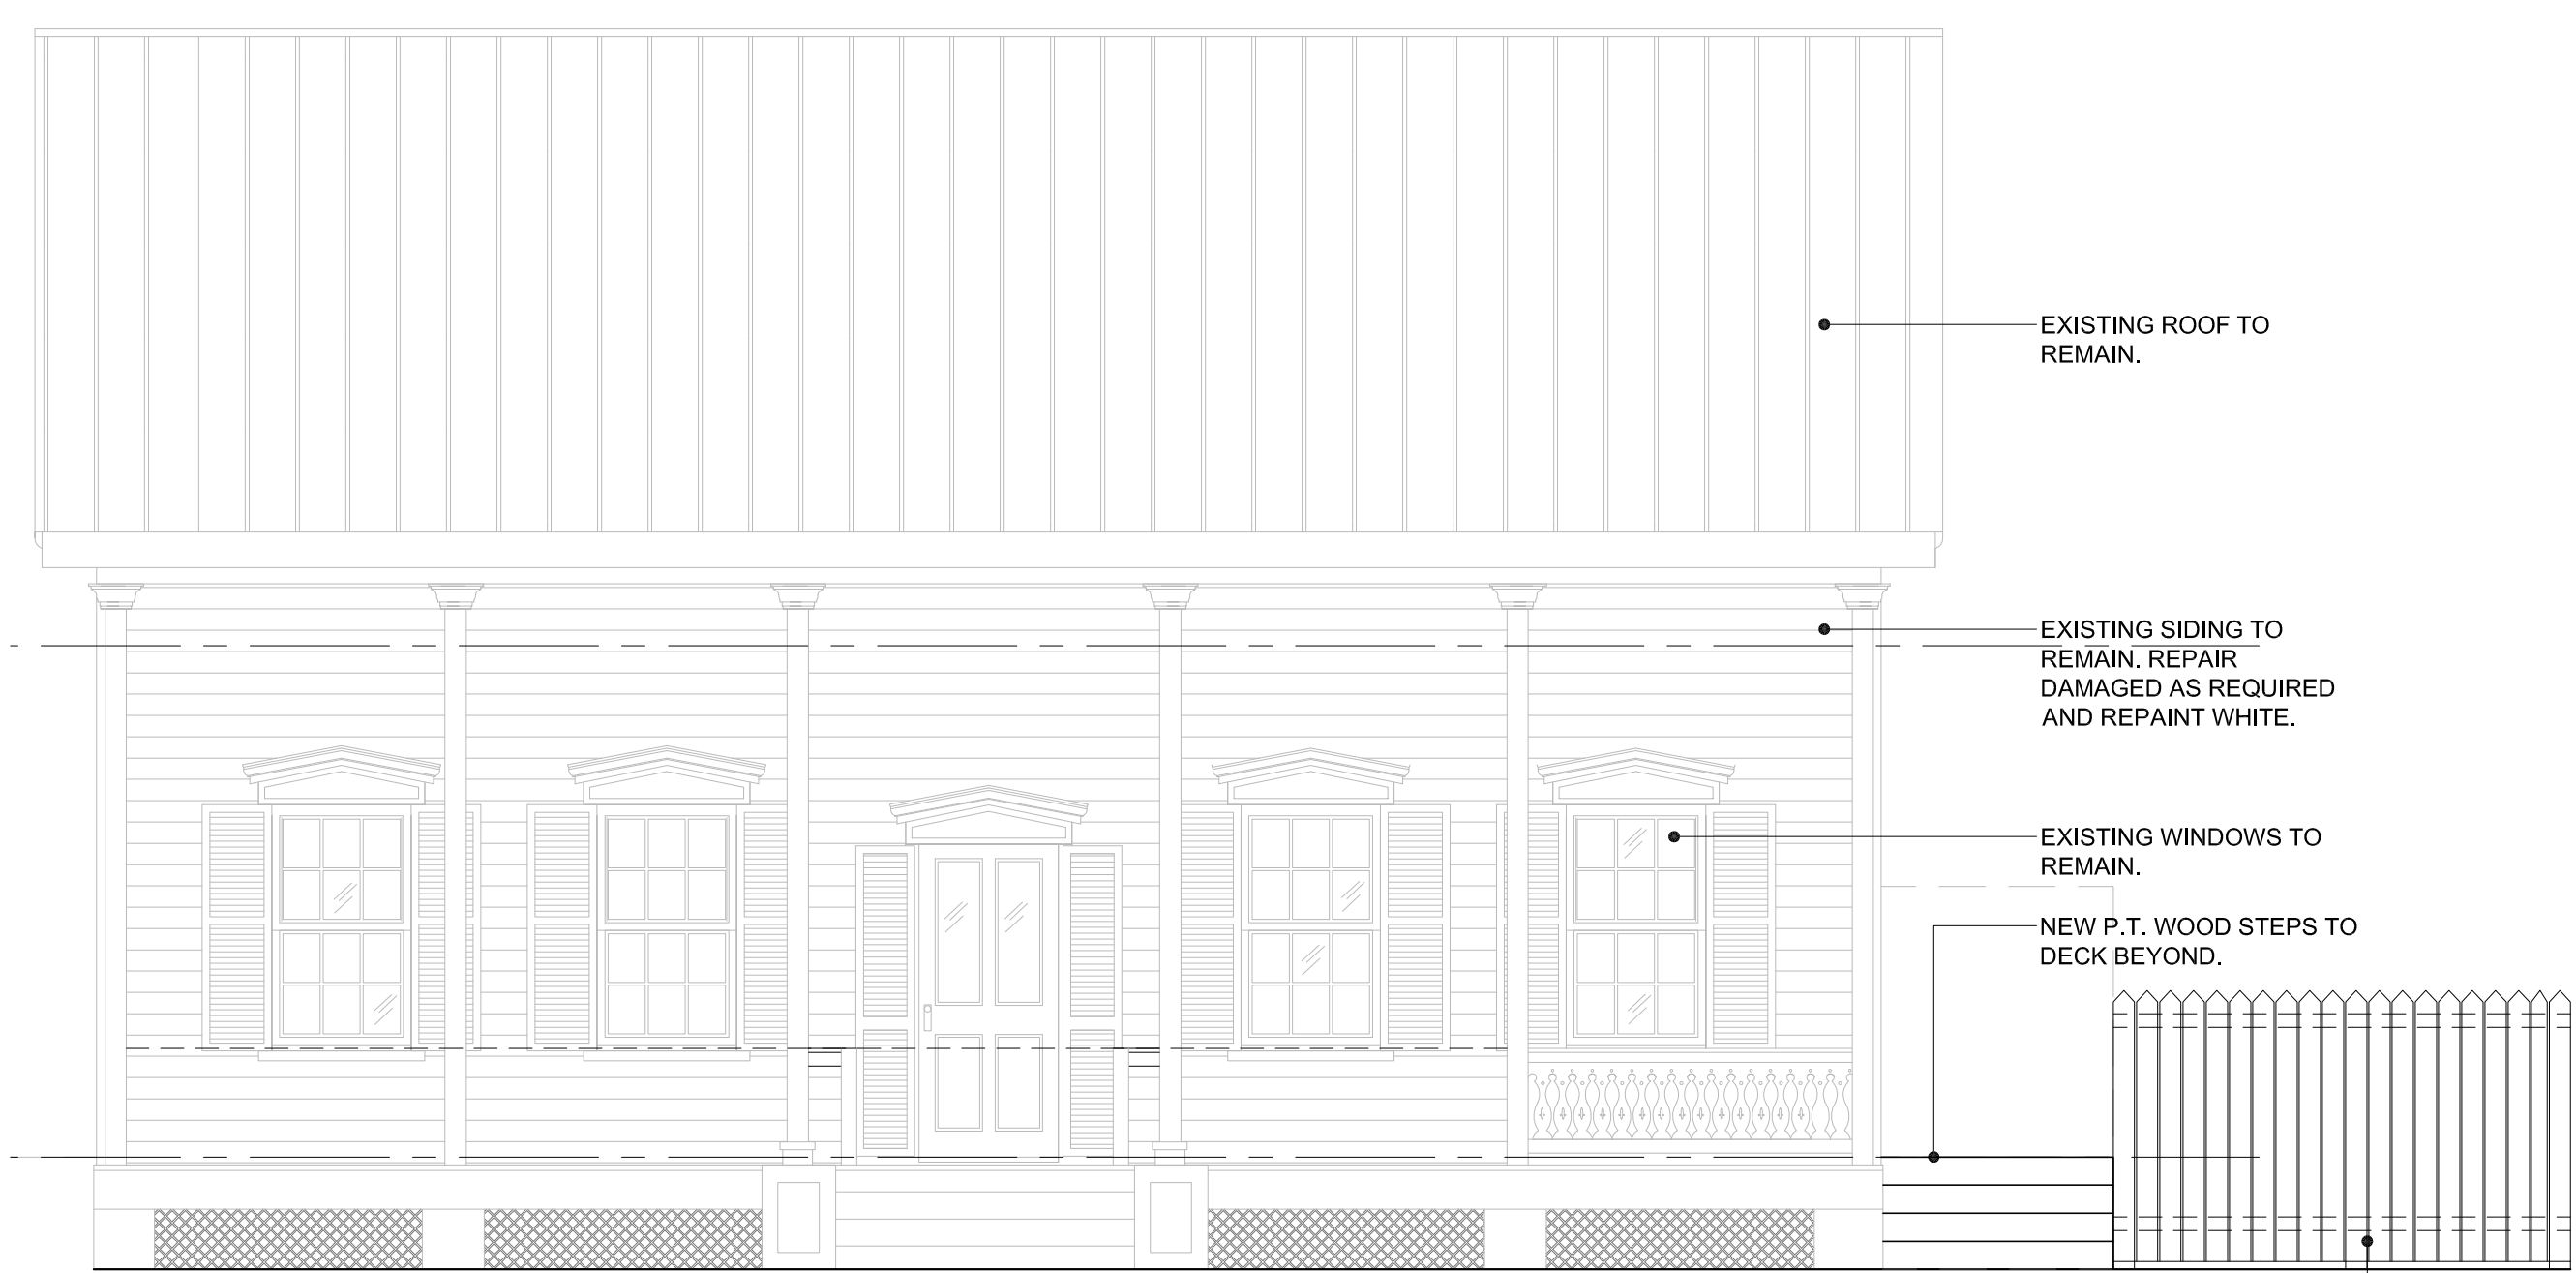 EXISTING ROOF TO
REMAIN.
EXISTING SIDING TO
REMAIN. REPAIR
DAMAGED AS REQUIRED
AND REPAINT WHITE.
EXISTING WINDOWS TO
REMAIN.
NEW P.T. WOOD STEPS TO
DECK BEYOND.